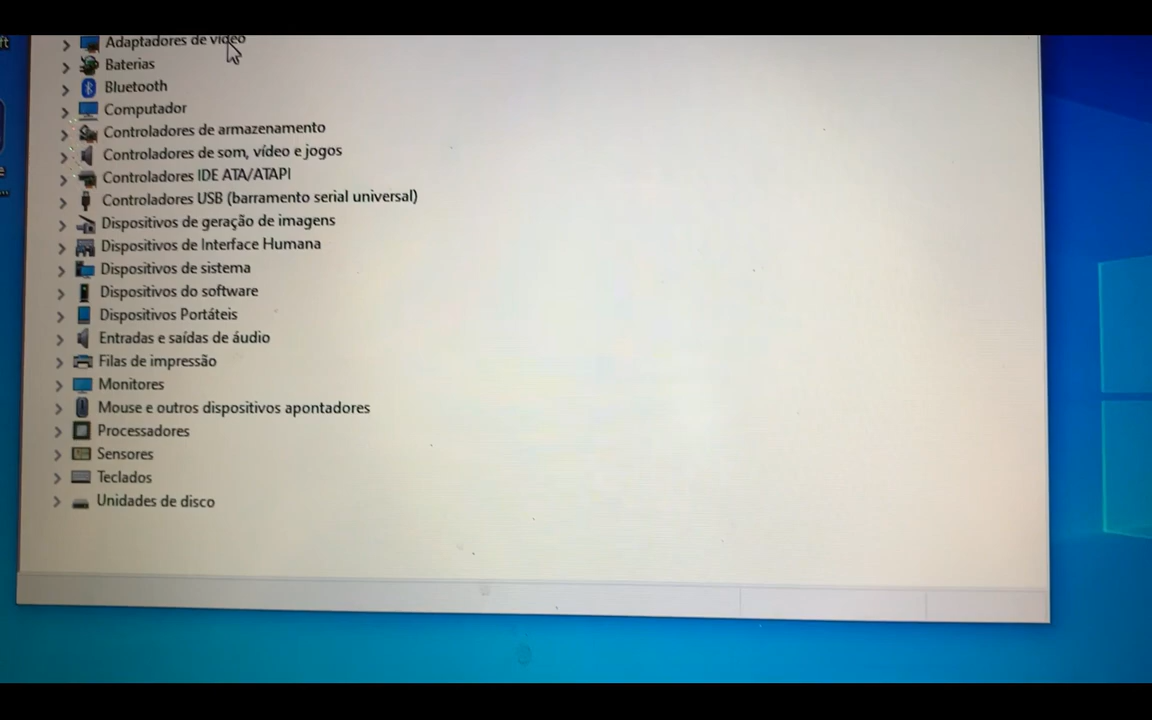 Adaptadores de vídeo
Baterias
Bluetooth
Computador
Controladores de armazenamento
Controladores de som, vídeo e jogos
Controladores IDE ATA/ATAPI
Controladores USB (barramento serial universal)
Dispositivos de geração de imagens
Dispositivos de Interface Humana
Dispositivos de sistema
Dispositivos do software
Dispositivos Portáteis
Entradas e saídas de áudio
Filas de impressão
Monitores
Mouse e outros dispositivos apontadores
Processadores
Sensores
Teclados
Unidades de disco